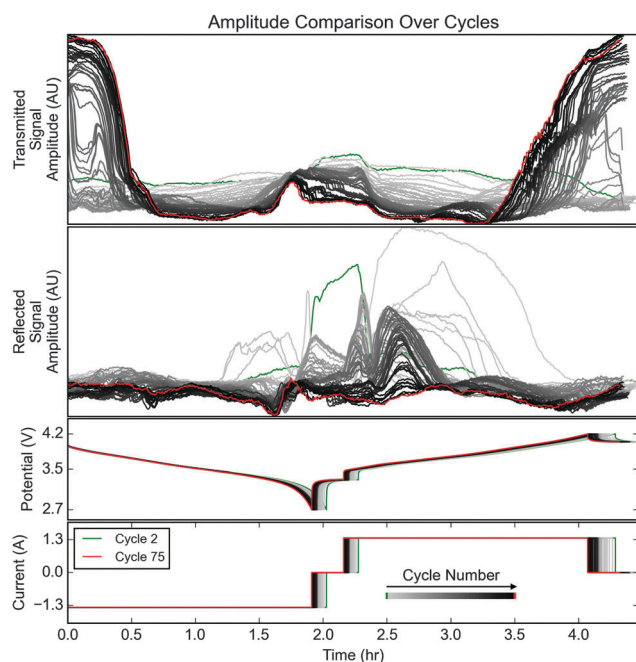 Amplitude Comparison Over Cycles
Transmitted
Signal
Amplitude (AU)
Reflected
Signal
Amplitude (AU)
Potential (V)
4.2
3.5
2.7
Current (A)
1.3
0.0
−1.3
Cycle 2
Cycle 75
Cycle Number
0.0 0.5 1.0 1.5 2.0 2.5 3.0 3.5 4.0
Time (hr)